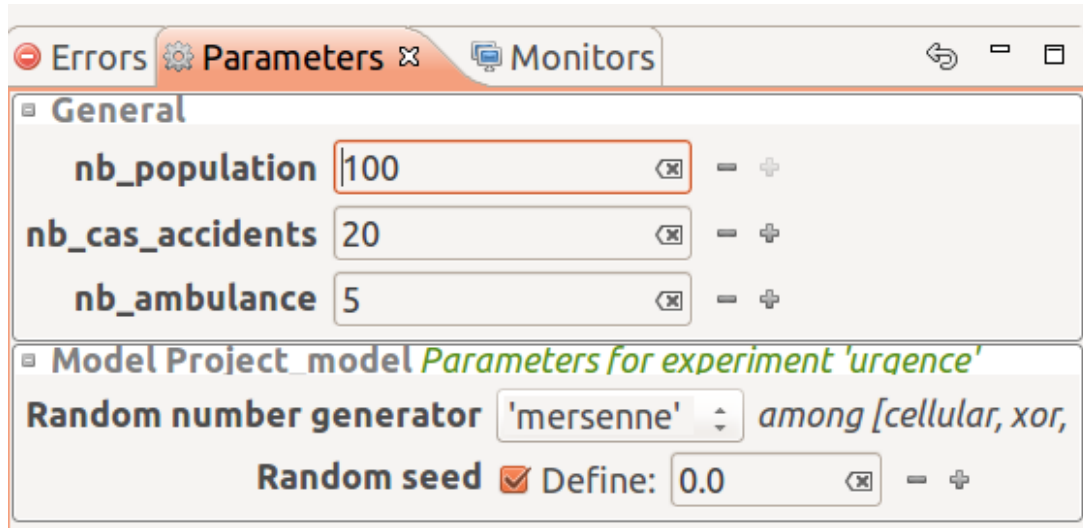 Errors Parameters Monitors
General
nb_population 100
nb_cas_accidents 20
nb_ambulance 5
Model Project_model Parameters for experiment 'urgence'
Random number generator 'mersenne' among [cellular, xor,
Random seed Define: 0.0